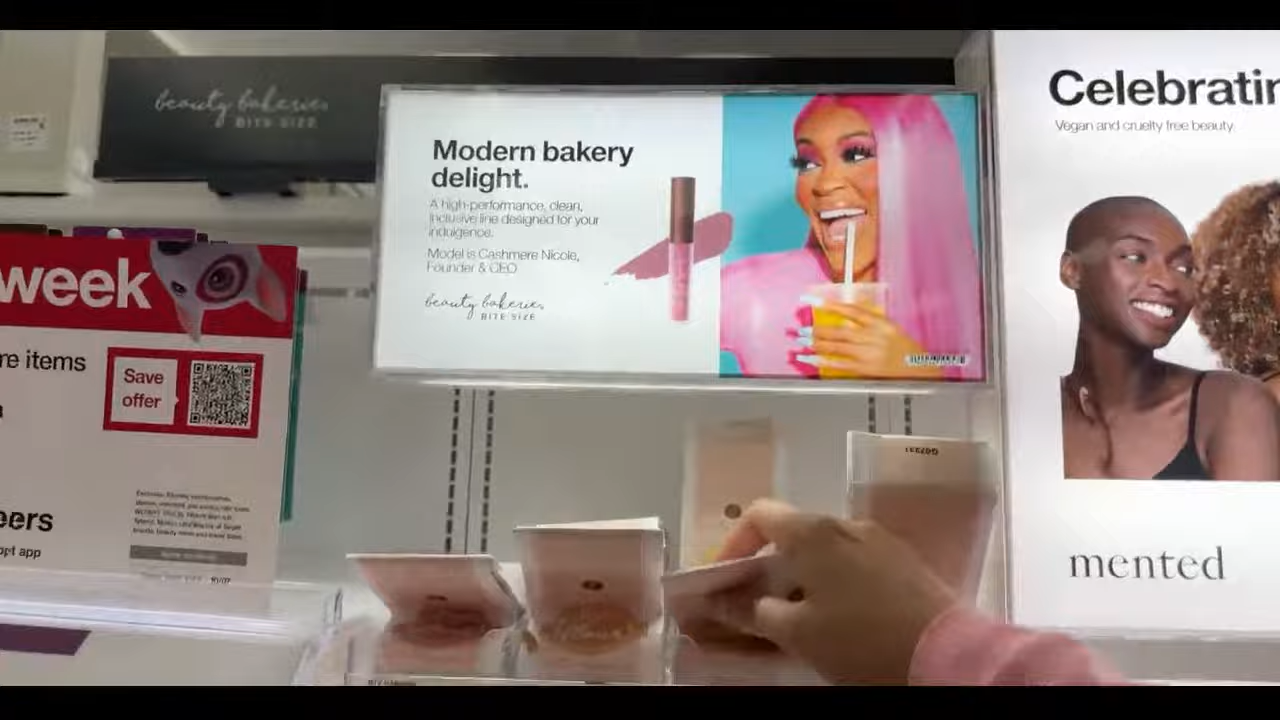 beauty bakerie
BITE SIZE
Modern bakery
delight.
A high-performance, clean,
inclusive line designed for your
indulgence.
Model is Cashmere Nicole,
Founder & CEO
beauty bakerie
BITE SIZE
week
re items
Save
offer
eers
pt app
Celebratin
Vegan and cruelty free beauty.
mented